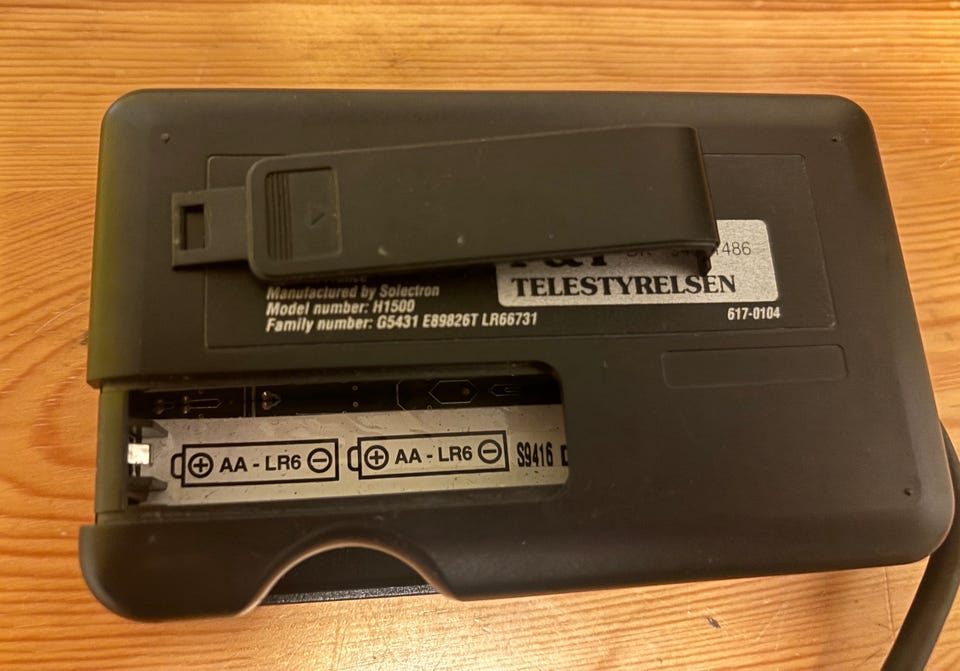 TELESTYRELSEN
Manufactured by Solectron
Model number: H1500
Family number: G5431 E89826T LR66731
617-0104
AA - LR6
AA - LR6
S9416